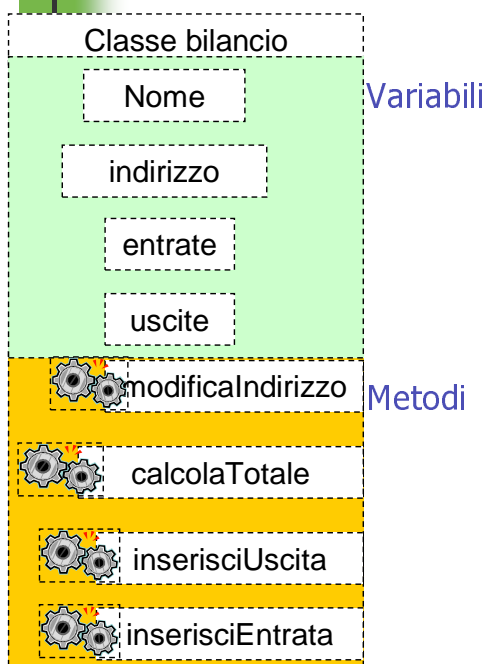 Classe bilancio
Nome
Variabili
indirizzo
entrate
uscite
modificaIndirizzo
Metodi
calcolaTotale
inserisciUscita
inserisciEntrata